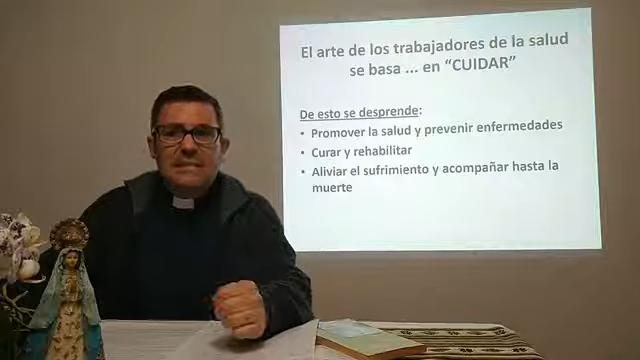 El arte de los trabajadores de la salud
se basa ... en “CUIDAR”
De esto se desprende:
• Promover la salud y prevenir enfermedades
• Curar y rehabilitar
• Aliviar el sufrimiento y acompañar hasta la
muerte